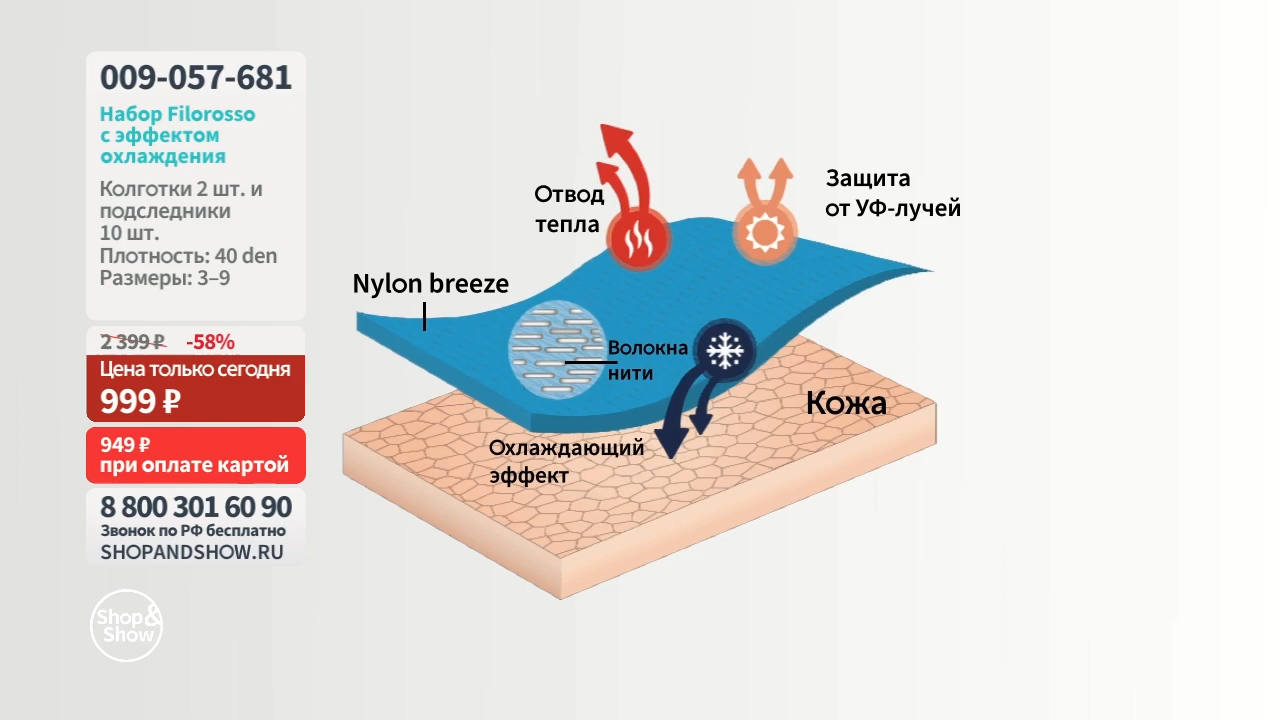 009-057-681
Набор Filorosso
с эффектом
охлаждения
Колготки 2 шт. и
подследники
10 шт.
Плотность: 40 den
Размеры: 3–9
2 399 ₽ -58%
Цена только сегодня
999 ₽
949 ₽
при оплате картой
8 800 301 60 90
Звонок по РФ бесплатно
SHOPANDSHOW.RU
Shop&
Show
Отвод
тепла
Защита
от УФ-лучей
Nylon breeze
Волокна
нити
Кожа
Охлаждающий
эффект